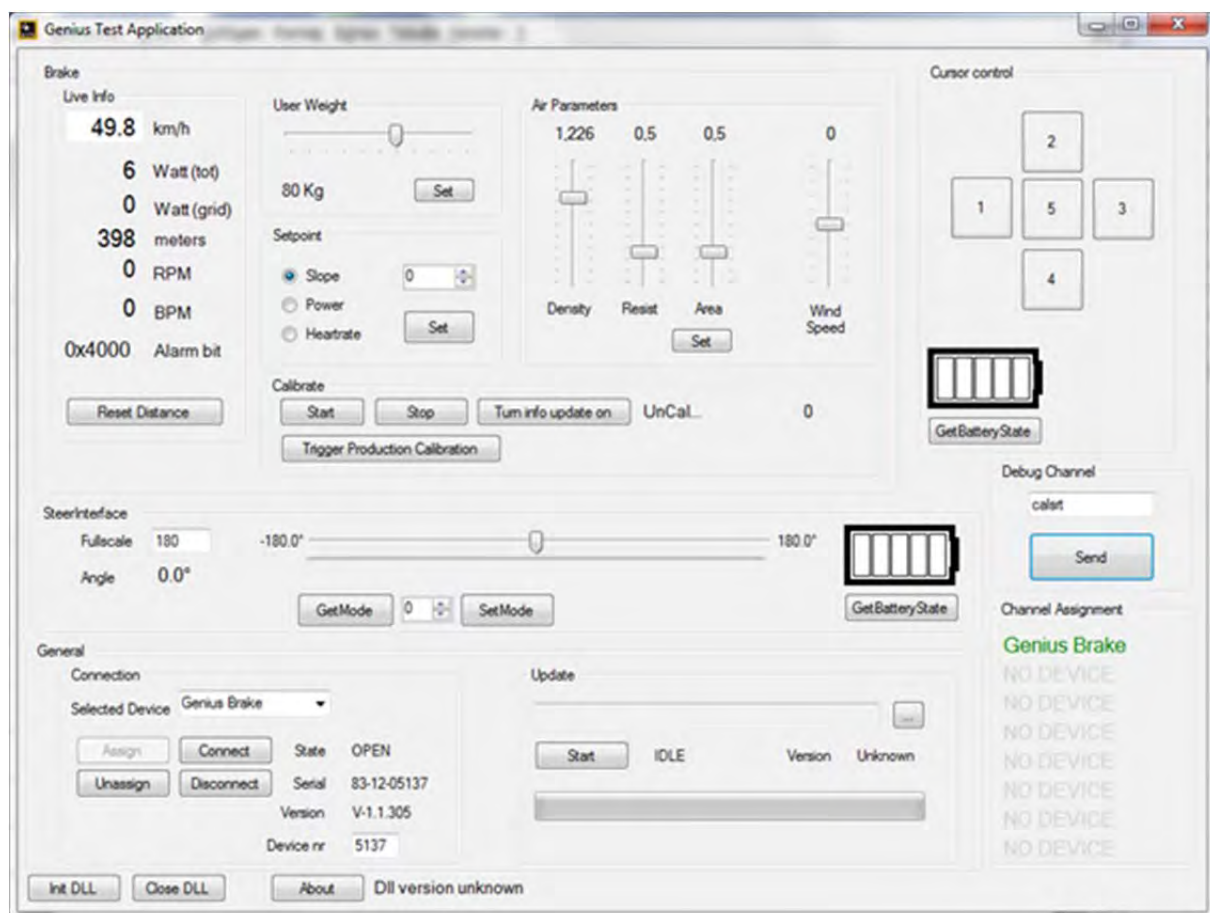 Genius Test Application
Brake
Live Info
49.8 km/h
6 Watt (tot)
0 Watt (grid)
398 meters
0 RPM
0 BPM
0x4000 Alarm bit
Reset Distance
User Weight
80 Kg Set
Setpoint
Slope 0
Power
Heartrate Set
Air Parameters
1,226 0,5 0,5 0
Density Resist Area Wind Speed
Set
Calibrate
Start Stop Turn info update on UnCal... 0
Trigger Production Calibration
Cursor control
2
1 5 3
4
GetBatteryState
Debug Channel
calsrt
Send
SteerInterface
Fullscale 180 -180.0° 180.0°
Angle 0.0°
GetMode 0 SetMode
GetBatteryState
Channel Assignment
Genius Brake
NO DEVICE
NO DEVICE
NO DEVICE
NO DEVICE
NO DEVICE
NO DEVICE
NO DEVICE
General
Connection
Selected Device Genius Brake
Assign Connect State OPEN
Unassign Disconnect Serial 83-12-05137
Version V-1.1.305
Device nr 5137
Update
...
Start IDLE Version Unknown
Init DLL Close DLL About Dll version unknown